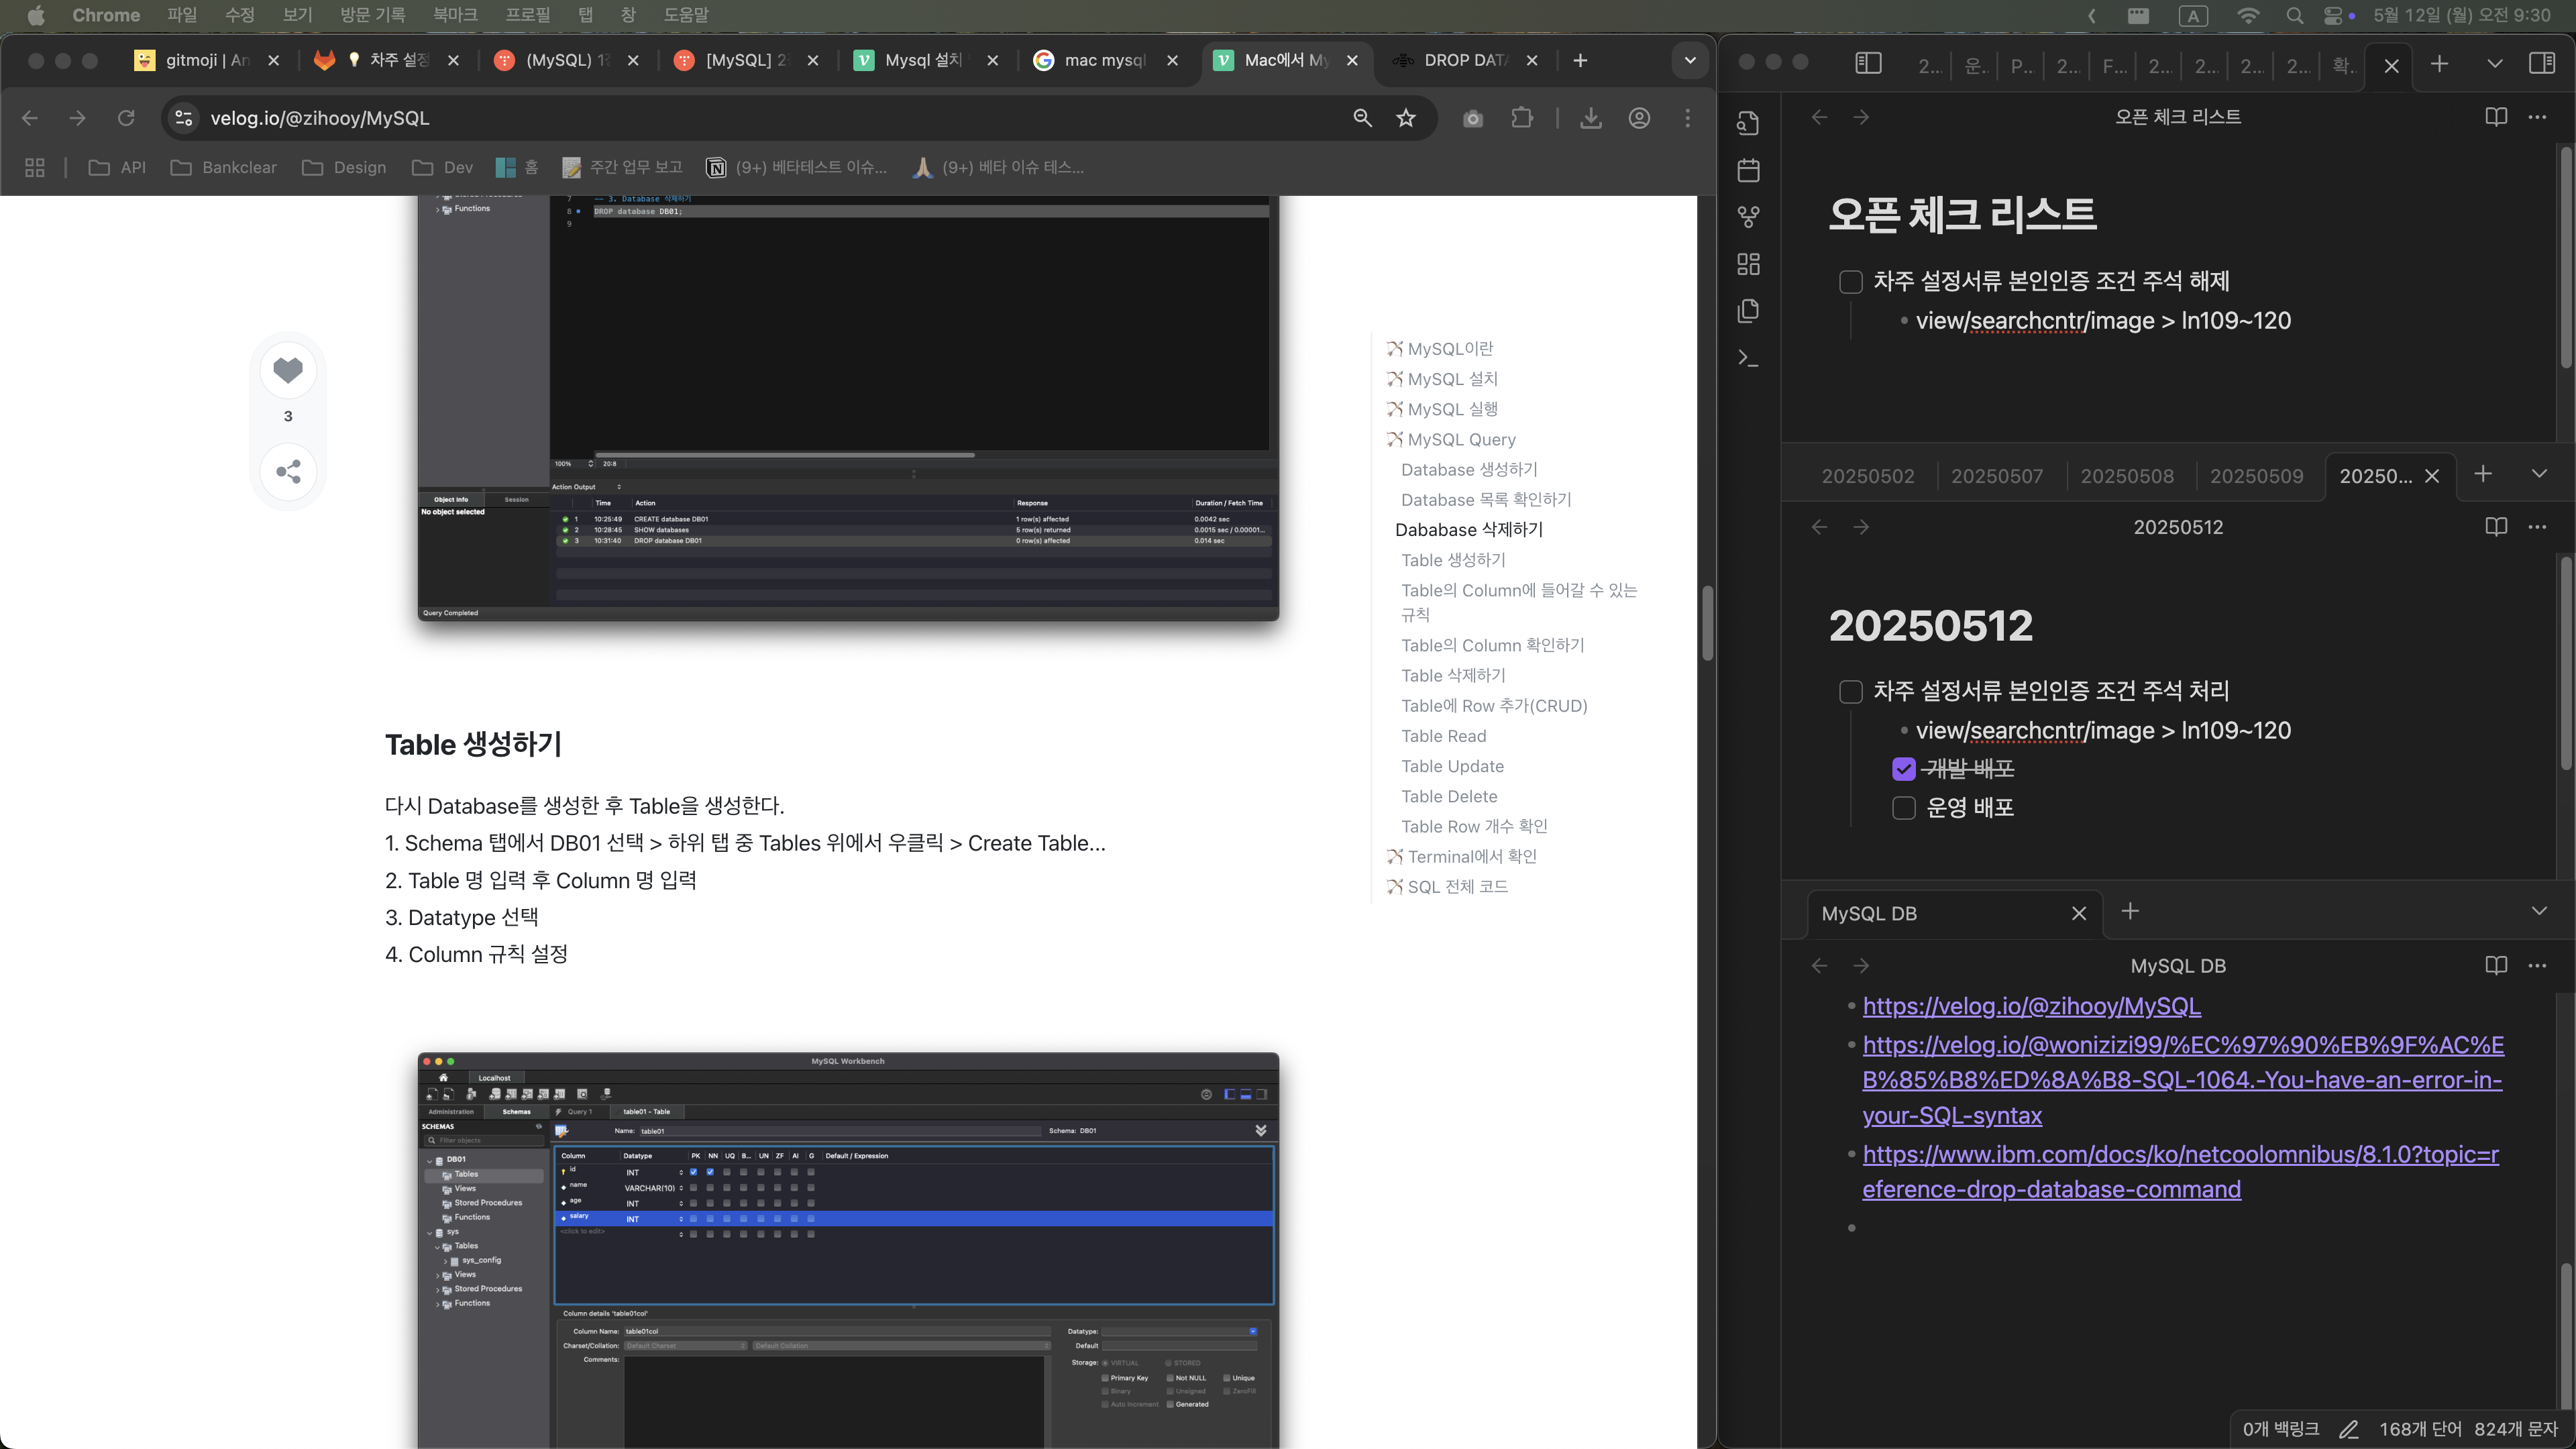 Chrome 파일 수정 보기 방문 기록 북마크 프로필 탭 창 도움말
A 5월 12일 (월) 오전 9:30
gitmoji | An
차주 설정
(MySQL) 1
[MySQL] 2
Mysql 설치
mac mysql
Mac에서 My
DROP DATA
velog.io/@zihooy/MySQL
API Bankclear Design Dev 홈 주간 업무 보고 (9+) 베타테스트 이슈... (9+) 베타 이슈 테스...
Functions
7 -- 3. Database 삭제하기
8 DROP database DB01;
9
100% 20:8
Action Output
Object Info Session
No object selected
Time Action Response Duration / Fetch Time
1 10:25:49 CREATE database DB01 1 row(s) affected 0.0042 sec
2 10:28:45 SHOW databases 5 row(s) returned 0.0015 sec / 0.00001...
3 10:31:40 DROP database DB01 0 row(s) affected 0.014 sec
Query Completed
3
Table 생성하기
다시 Database를 생성한 후 Table을 생성한다.
1. Schema 탭에서 DB01 선택 > 하위 탭 중 Tables 위에서 우클릭 > Create Table...
2. Table 명 입력 후 Column 명 입력
3. Datatype 선택
4. Column 규칙 설정
MySQL Workbench
Localhost
Administration Schemas Query 1 table01 - Table
SCHEMAS
Filter objects
DB01
Tables
Views
Stored Procedures
Functions
sys
Tables
sys_config
Views
Stored Procedures
Functions
Name: table01 Schema: DB01
Column Datatype PK NN UQ B... UN ZF AI G Default / Expression
id INT
name VARCHAR(10)
age INT
salary INT
<click to edit>
Column details 'table01col'
Column Name: table01col Datatype:
Charset/Collation: Default Charset Default Collation Default
Comments: Storage: VIRTUAL STORED
Primary Key Not NULL Unique
Binary Unsigned ZeroFill
Auto Increment Generated
MySQL이란
MySQL 설치
MySQL 실행
MySQL Query
Database 생성하기
Database 목록 확인하기
Dababase 삭제하기
Table 생성하기
Table의 Column에 들어갈 수 있는
규칙
Table의 Column 확인하기
Table 삭제하기
Table에 Row 추가(CRUD)
Table Read
Table Update
Table Delete
Table Row 개수 확인
Terminal에서 확인
SQL 전체 코드
2... 운. P... 2... F... 2... 2... 2... 2... 확.
오픈 체크 리스트
오픈 체크 리스트
차주 설정서류 본인인증 조건 주석 해제
view/searchcntr/image > ln109~120
20250502 20250507 20250508 20250509 20250...
20250512
20250512
차주 설정서류 본인인증 조건 주석 처리
view/searchcntr/image > ln109~120
개발 배포
운영 배포
MySQL DB
MySQL DB
https://velog.io/@zihooy/MySQL
https://velog.io/@wonizizi99/%EC%97%90%EB%9F%AC%E
B%85%B8%ED%8A%B8-SQL-1064.-You-have-an-error-in-
your-SQL-syntax
https://www.ibm.com/docs/ko/netcoolomnibus/8.1.0?topic=r
eference-drop-database-command
0개 백링크 168개 단어 824개 문자